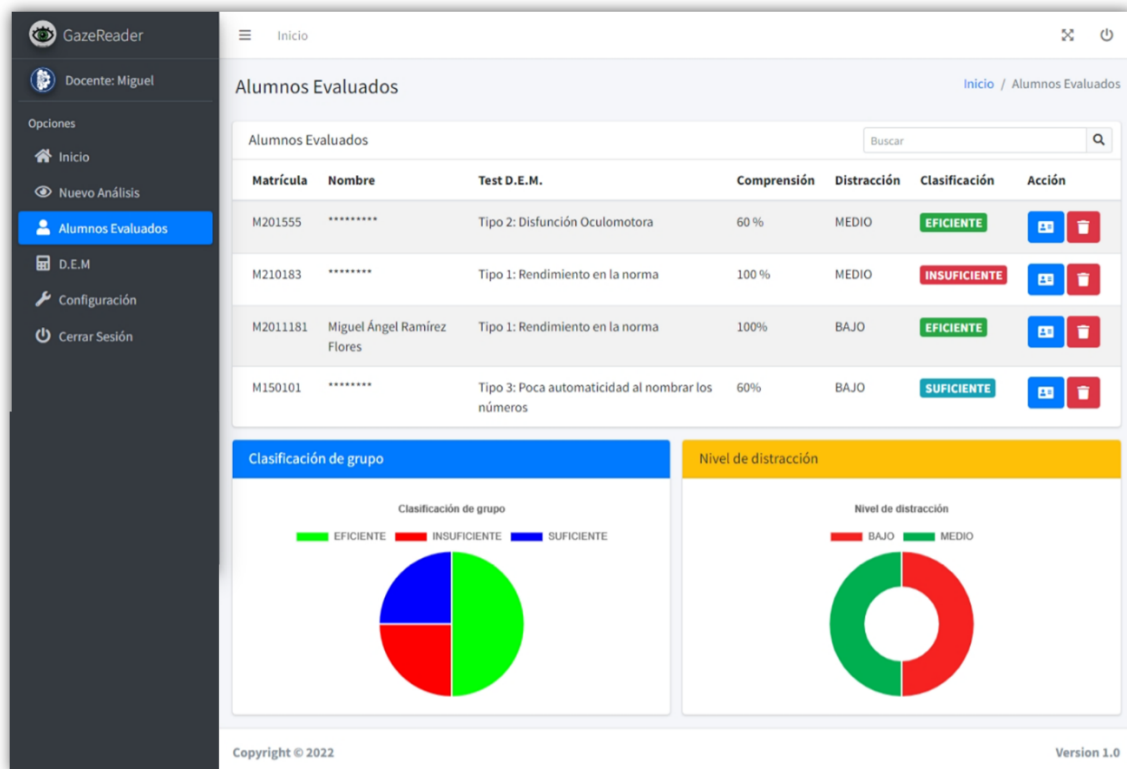 GazeReader
Inicio
Docente: Miguel
Opciones
Inicio
Nuevo Análisis
Alumnos Evaluados
D.E.M
Configuración
Cerrar Sesión
Alumnos Evaluados
Inicio / Alumnos Evaluados
Alumnos Evaluados
Buscar
Matrícula Nombre Test D.E.M. Comprensión Distracción Clasificación Acción
M201555 ********* Tipo 2: Disfunción Oculomotora 60 % MEDIO EFICIENTE
M210183 ******** Tipo 1: Rendimiento en la norma 100 % MEDIO INSUFICIENTE
M2011181 Miguel Ángel Ramírez Tipo 1: Rendimiento en la norma 100% BAJO EFICIENTE
Flores
M150101 ******** Tipo 3: Poca automaticidad al nombrar los 60% BAJO SUFICIENTE
números
Clasificación de grupo
Clasificación de grupo
EFICIENTE INSUFICIENTE SUFICIENTE
Nivel de distracción
Nivel de distracción
BAJO MEDIO
Copyright © 2022
Version 1.0